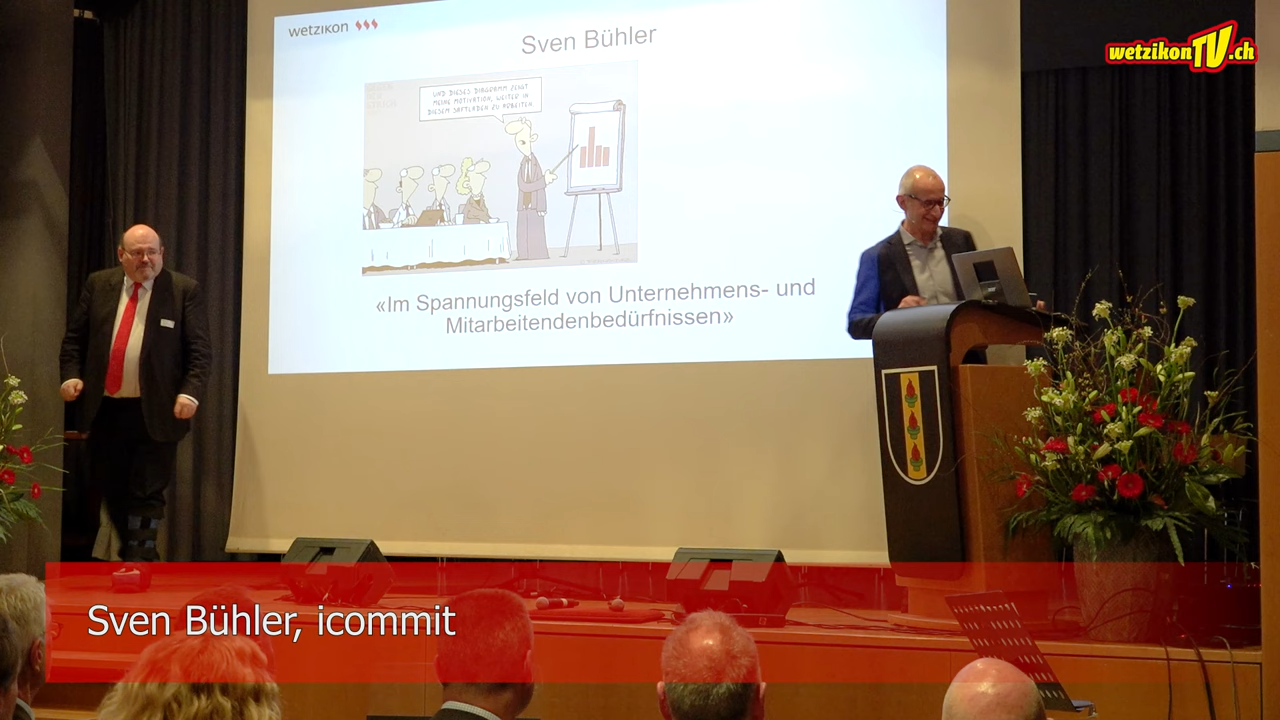 wetzikon
wetzikonTV.ch
Sven Bühler
UND DIESES DIAGRAMM ZEIGT
MEINE MOTIVATION, WEITER IN
DIESEM SAFTLADEN ZU ARBEITEN.
«Im Spannungsfeld von Unternehmens- und
Mitarbeitendenbedürfnissen»
Sven Bühler, icommit